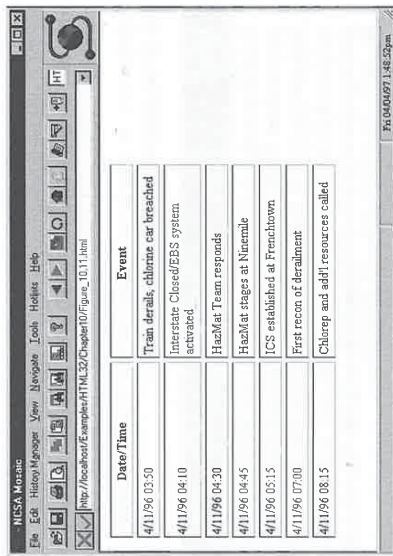 - NCSA Mosaic
File Edit History Manager View Navigate Tools Hotlists Help
HT
http://localhost/Examples/HTML32/Chapter10/Figure_10.11.html
Date/Time Event
4/11/96 03:50 Train derails, chlorine car breached
4/11/96 04:10 Interstate Closed/EBS system
activated
4/11/96 04:30 HazMat Team responds
4/11/96 04:45 HazMat stages at Ninemile
4/11/96 05:15 ICS established at Frenchtown
4/11/96 07:00 First recon of derailment
4/11/96 08:15 Chlorep and add'l resources called
Fri 04/04/97 1:48:52pm